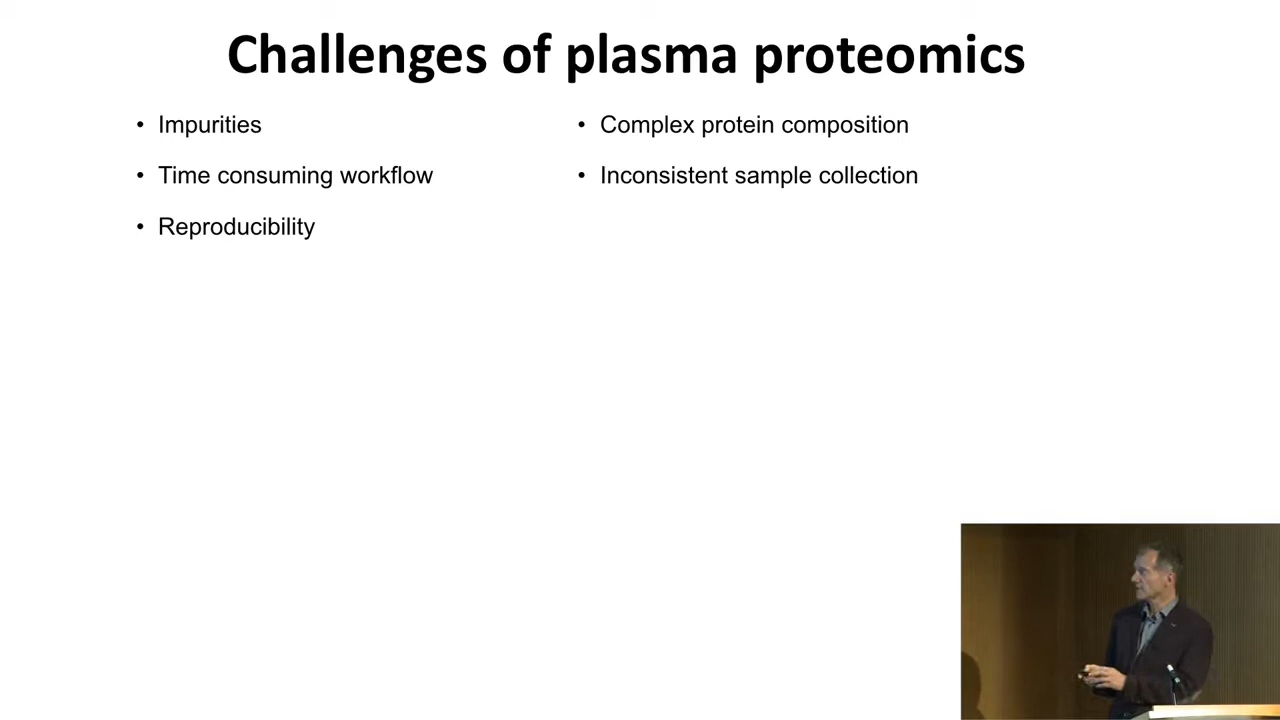 Challenges of plasma proteomics
• Impurities
• Time consuming workflow
• Reproducibility
• Complex protein composition
• Inconsistent sample collection